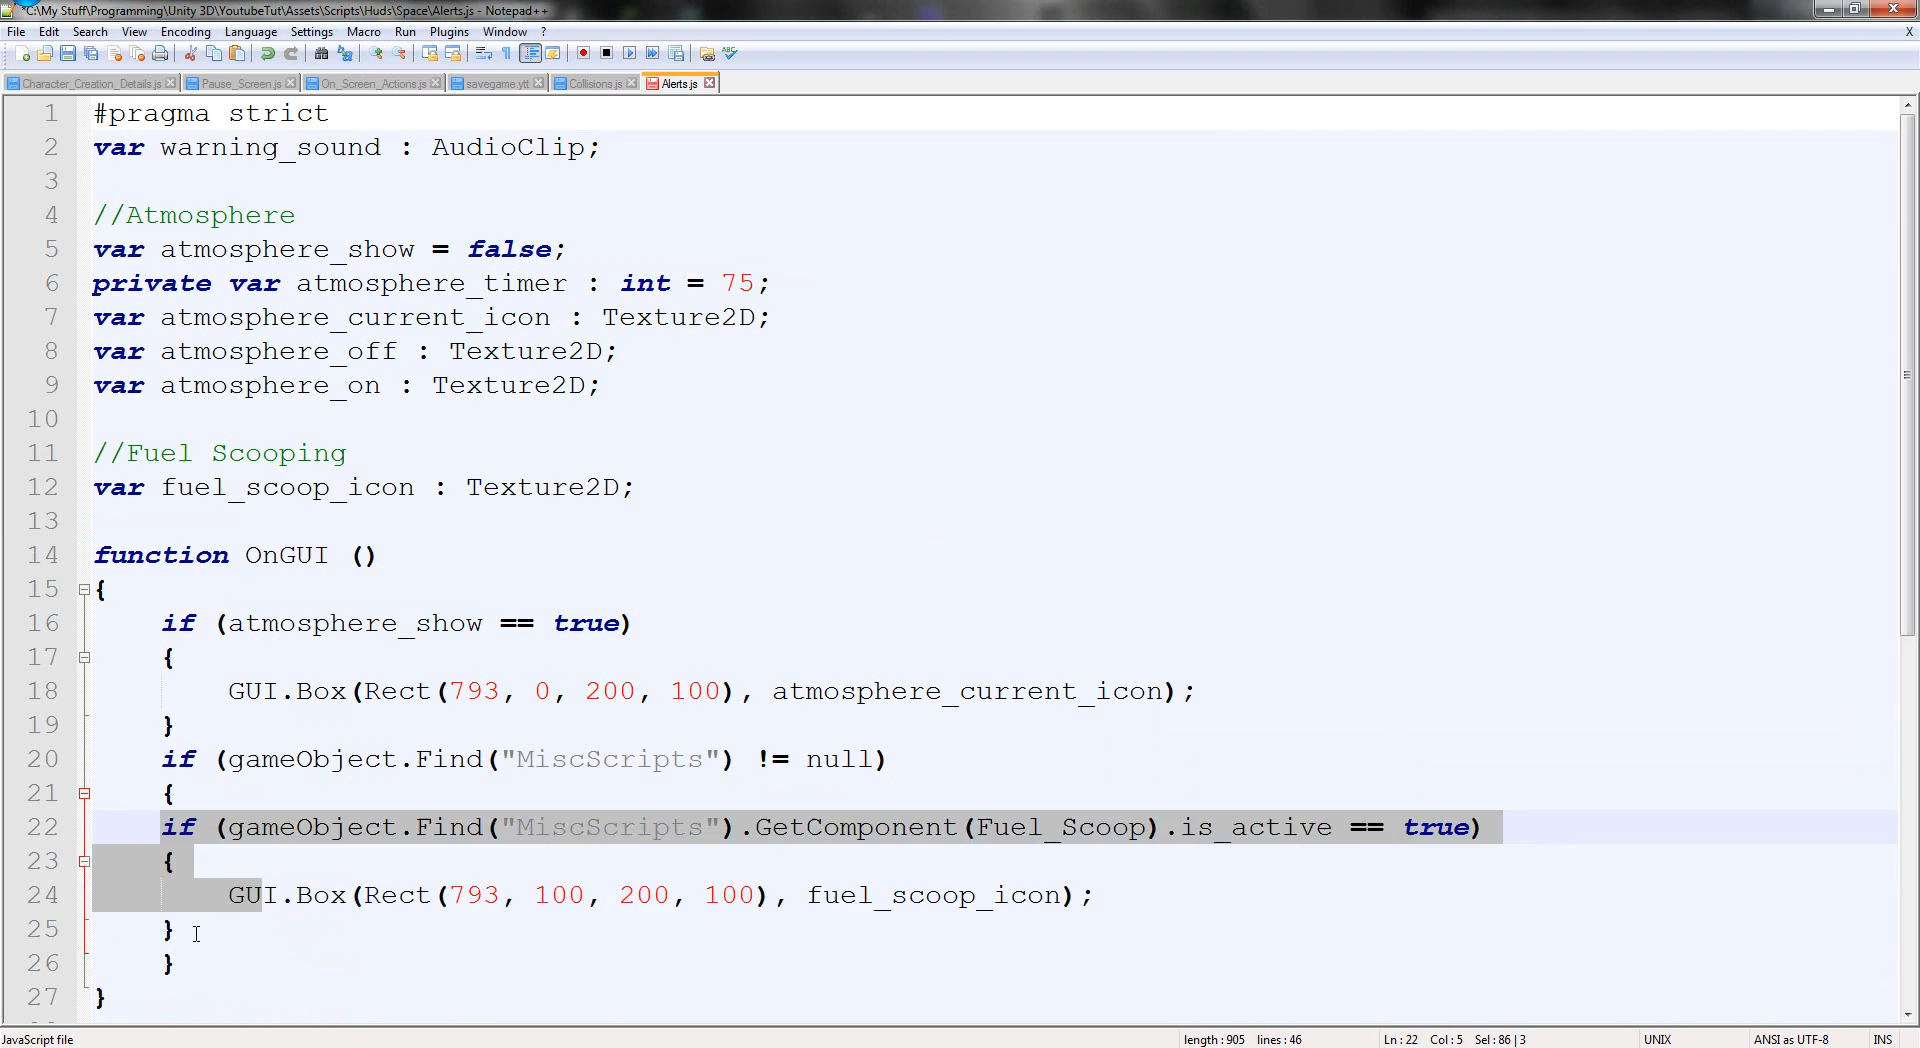 *C:\My Stuff\Programming\Unity 3D\YoutubeTut\Assets\Scripts\Huds\Space\Alerts.js - Notepad++
File Edit Search View Encoding Language Settings Macro Run Plugins Window ? X
Character_Creation_Details.js Pause_Screen.js On_Screen_Actions.js savegame.ytt Collisions.js Alerts.js
1 #pragma strict
2 var warning_sound : AudioClip;
3
4 //Atmosphere
5 var atmosphere_show = false;
6 private var atmosphere_timer : int = 75;
7 var atmosphere_current_icon : Texture2D;
8 var atmosphere_off : Texture2D;
9 var atmosphere_on : Texture2D;
10
11 //Fuel Scooping
12 var fuel_scoop_icon : Texture2D;
13
14 function OnGUI ()
15 {
16 if (atmosphere_show == true)
17 {
18 GUI.Box(Rect(793, 0, 200, 100), atmosphere_current_icon);
19 }
20 if (gameObject.Find("MiscScripts") != null)
21 {
22 if (gameObject.Find("MiscScripts").GetComponent(Fuel_Scoop).is_active == true)
23 {
24 GUI.Box(Rect(793, 100, 200, 100), fuel_scoop_icon);
25 }
26 }
27 }
JavaScript file length : 905 lines : 46 Ln : 22 Col : 5 Sel : 86 | 3 UNIX ANSI as UTF-8 INS